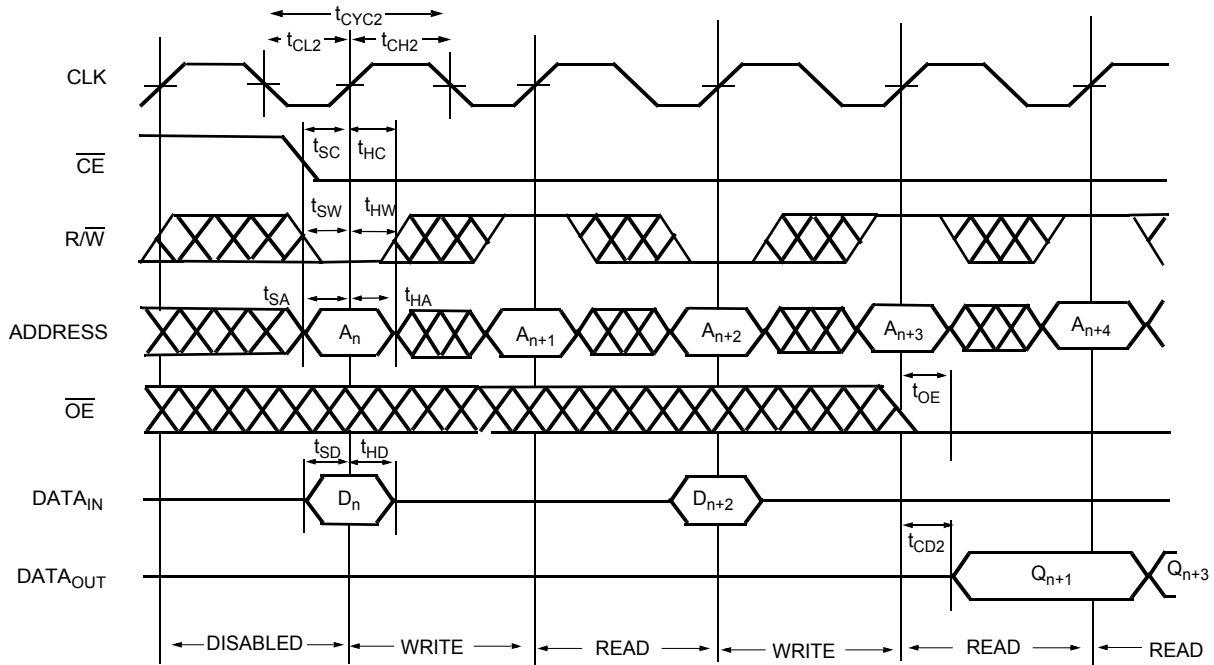 tCYC2
tCL2 tCH2
CLK
tSC tHC
CE
tSW tHW
R/W
tSA tHA
ADDRESS An An+1 An+2 An+3 An+4
tOE
OE
tSD tHD
DATAIN Dn Dn+2
tCD2
DATAOUT Qn+1 Qn+3
DISABLED WRITE READ WRITE READ READ